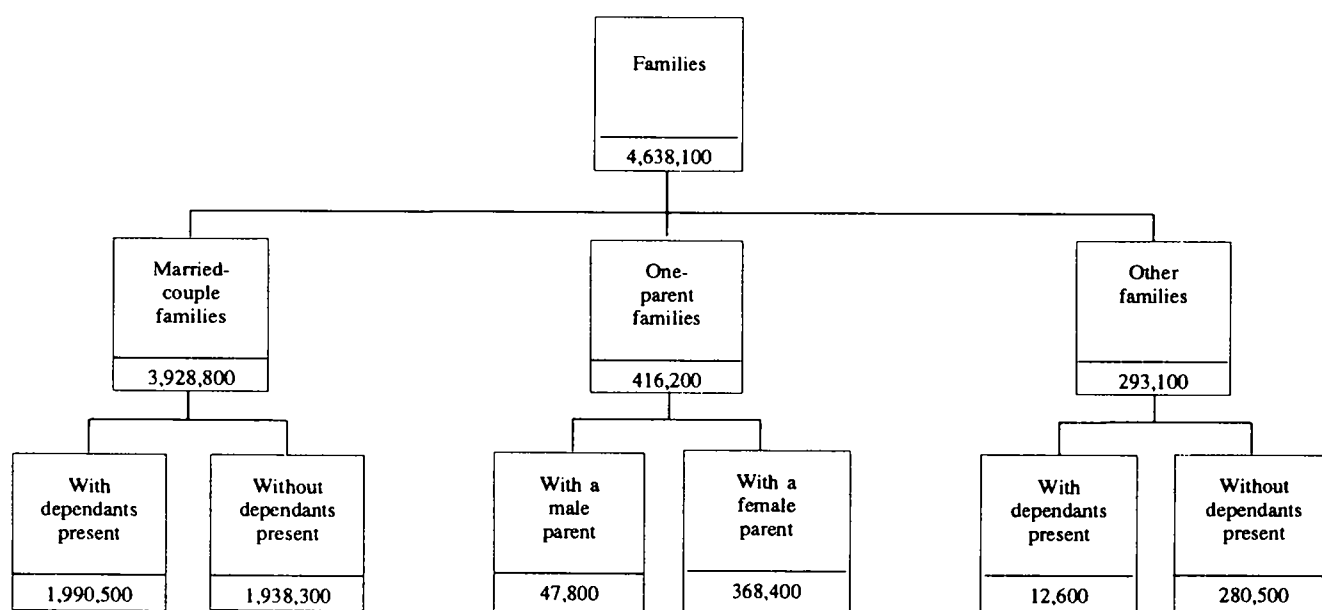 Families
4,638,100
Married-
couple
families
3,928,800
One-
parent
families
416,200
Other
families
293,100
With
dependants
present
1,990,500
Without
dependants
present
1,938,300
With a
male
parent
47,800
With a
female
parent
368,400
With
dependants
present
12,600
Without
dependants
present
280,500